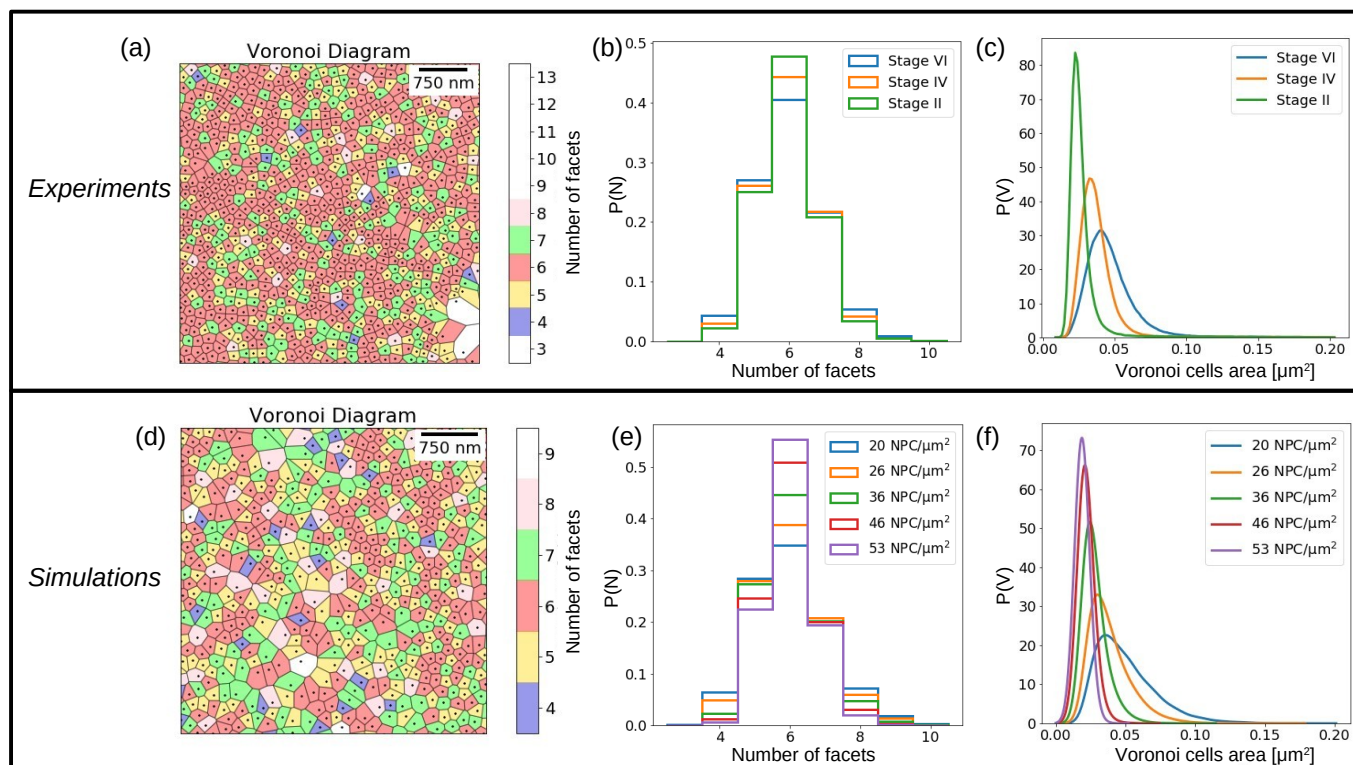 Experiments
(a)
Voronoi Diagram
750 nm
13
12
11
10
9
8
7
6
5
4
3
Number of facets
(b)
0.5
0.4
0.3
0.2
0.1
0.0
P(N)
4 6 8 10
Number of facets
Stage VI
Stage IV
Stage II
(c)
80
70
60
50
40
30
20
10
0
P(V)
0.00 0.05 0.10 0.15 0.20
Voronoi cells area [µm²]
Stage VI
Stage IV
Stage II
Simulations
(d)
Voronoi Diagram
750 nm
9
8
7
6
5
4
Number of facets
(e)
0.5
0.4
0.3
0.2
0.1
0.0
P(N)
4 6 8 10
Number of facets
20 NPC/µm²
26 NPC/µm²
36 NPC/µm²
46 NPC/µm²
53 NPC/µm²
(f)
70
60
50
40
30
20
10
0
P(V)
0.00 0.05 0.10 0.15 0.20
Voronoi cells area [µm²]
20 NPC/µm²
26 NPC/µm²
36 NPC/µm²
46 NPC/µm²
53 NPC/µm²